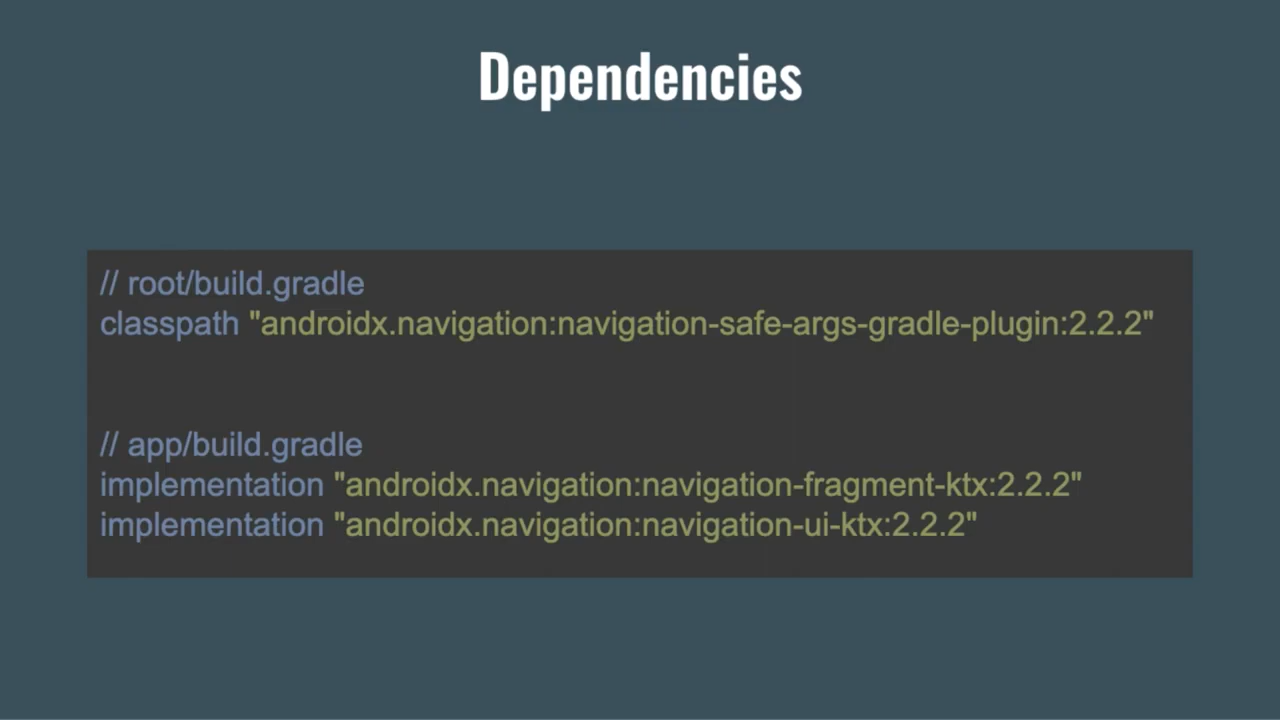 Dependencies
// root/build.gradle
classpath "androidx.navigation:navigation-safe-args-gradle-plugin:2.2.2"
// app/build.gradle
implementation "androidx.navigation:navigation-fragment-ktx:2.2.2"
implementation "androidx.navigation:navigation-ui-ktx:2.2.2"